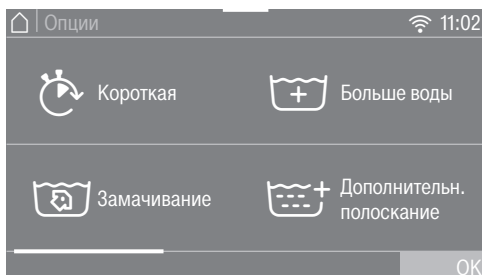 Опции
11:02
Короткая
Больше воды
Замачивание
Дополнительн.
полоскание
OK